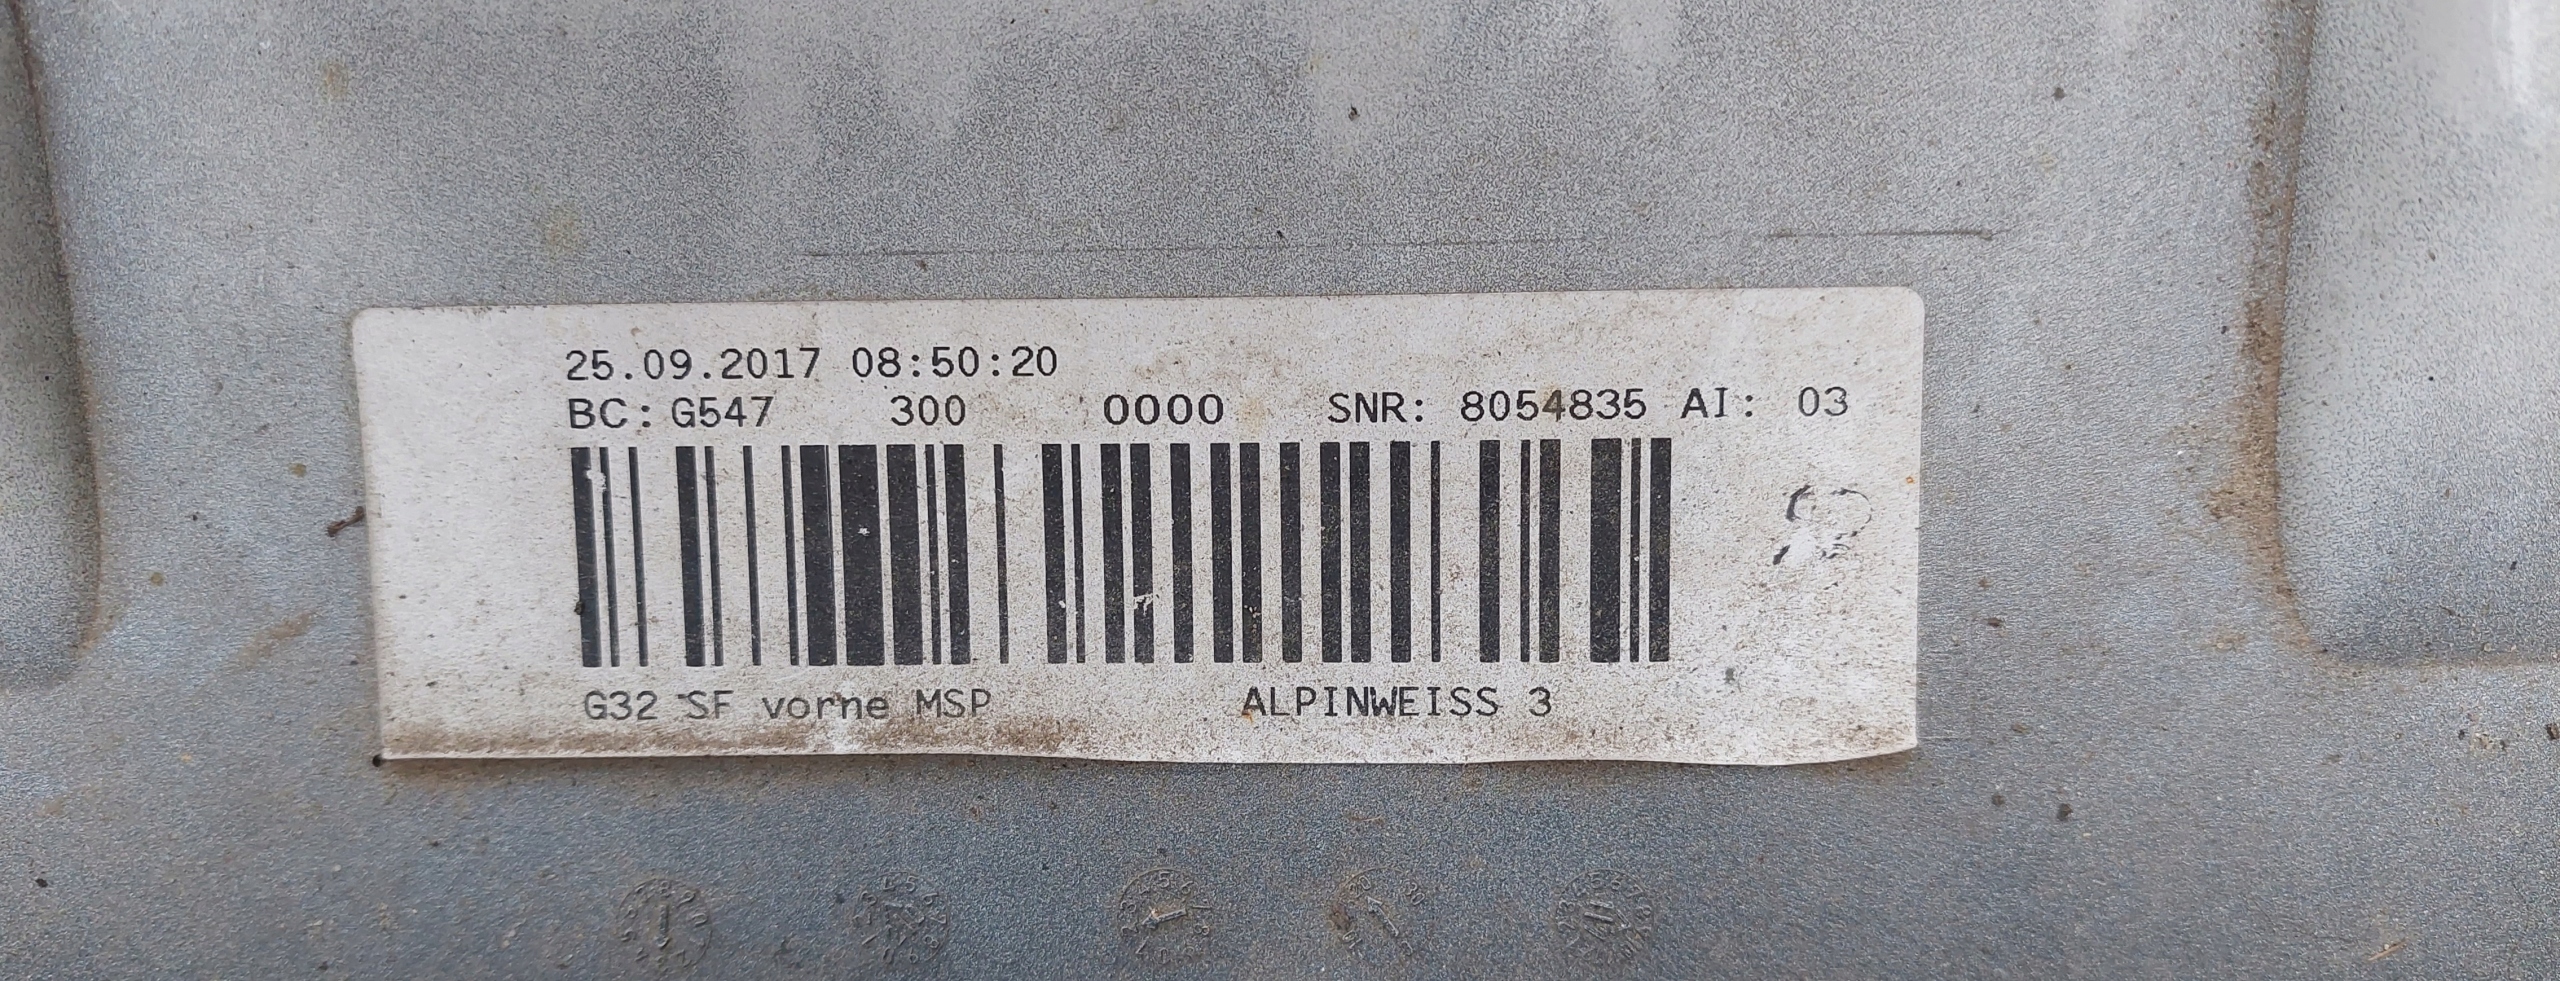 25.09.2017 08:50:20
BC: G547 300 0000 SNR: 8054835 AI: 03
G32 SF vorne MSP ALPINWEISS 3